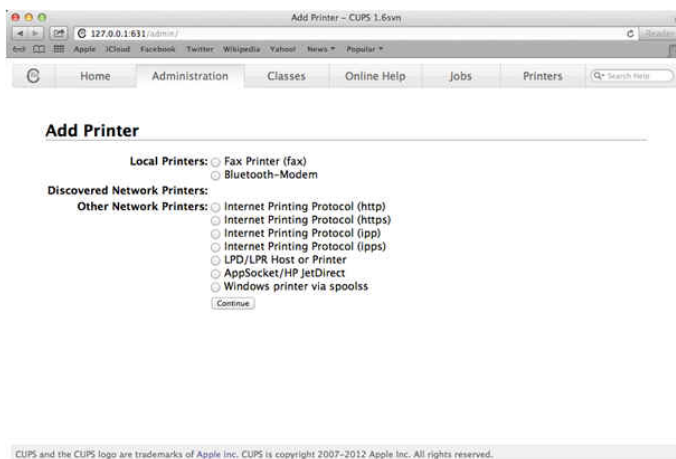 Add Printer – CUPS 1.6svn
127.0.0.1:631/admin/
Reader
Apple iCloud Facebook Twitter Wikipedia Yahoo! News Popular
Home Administration Classes Online Help Jobs Printers Search Help
Add Printer
Local Printers: Fax Printer (fax)
Bluetooth-Modem
Discovered Network Printers:
Other Network Printers: Internet Printing Protocol (http)
Internet Printing Protocol (https)
Internet Printing Protocol (ipp)
Internet Printing Protocol (ipps)
LPD/LPR Host or Printer
AppSocket/HP JetDirect
Windows printer via spoolss
Continue
CUPS and the CUPS logo are trademarks of Apple Inc. CUPS is copyright 2007–2012 Apple Inc. All rights reserved.